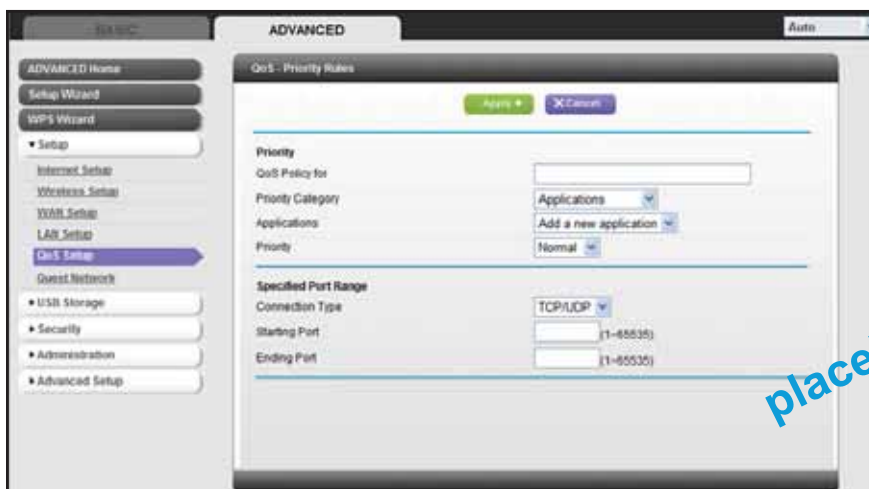 BASIC
ADVANCED
Auto
ADVANCED Home
Setup Wizard
WPS Wizard
▼ Setup
Internet Setup
Wireless Setup
WAN Setup
LAN Setup
QoS Setup
Guest Network
▶ USB Storage
▶ Security
▶ Administration
▶ Advanced Setup
QoS - Priority Rules
Apply ▶
X Cancel
Priority
QoS Policy for
Priority Category Applications
Applications Add a new application
Priority Normal
Specified Port Range
Connection Type TCP/UDP
Starting Port (1~65535)
Ending Port (1~65535)
place